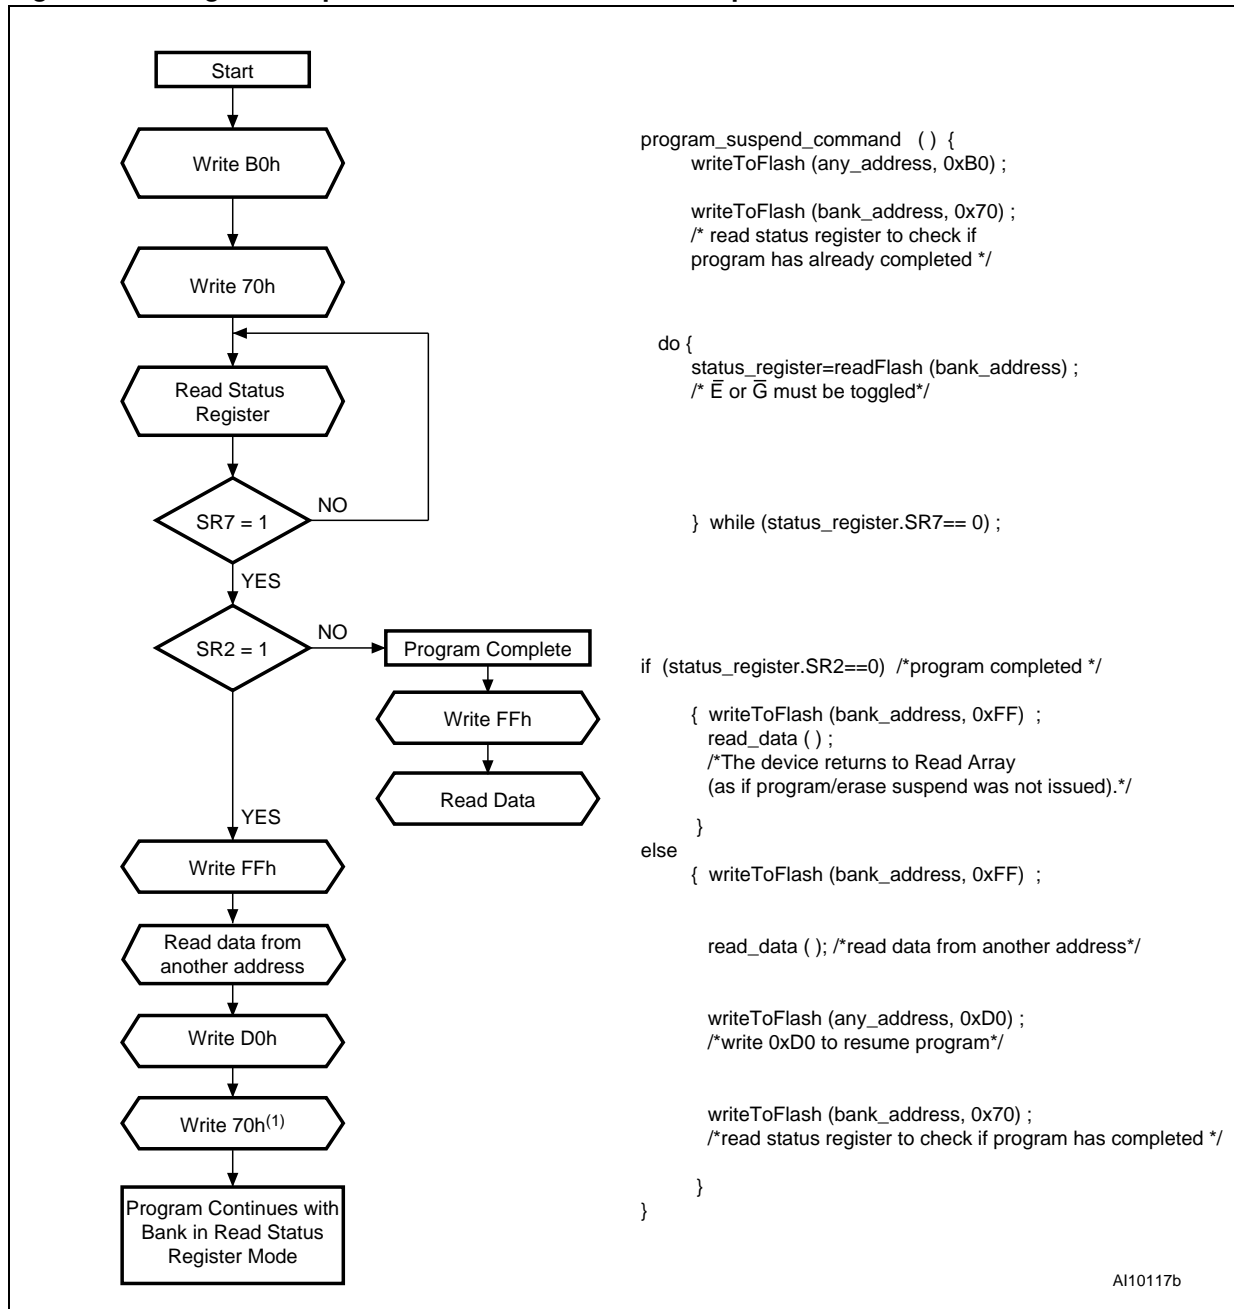 Start
Write B0h
Write 70h
Read Status
Register
SR7 = 1
NO
YES
SR2 = 1
NO
Program Complete
Write FFh
Read Data
YES
Write FFh
Read data from
another address
Write D0h
Write 70h(1)
Program Continues with
Bank in Read Status
Register Mode
program_suspend_command ( ) {
writeToFlash (any_address, 0xB0) ;
writeToFlash (bank_address, 0x70) ;
/* read status register to check if
program has already completed */
do {
status_register=readFlash (bank_address) ;
/* E̅ or G̅ must be toggled*/
} while (status_register.SR7== 0) ;
if (status_register.SR2==0) /*program completed */
{ writeToFlash (bank_address, 0xFF) ;
read_data ( ) ;
/*The device returns to Read Array
(as if program/erase suspend was not issued).*/
}
else
{ writeToFlash (bank_address, 0xFF) ;
read_data ( ); /*read data from another address*/
writeToFlash (any_address, 0xD0) ;
/*write 0xD0 to resume program*/
writeToFlash (bank_address, 0x70) ;
/*read status register to check if program has completed */
}
}
AI10117b